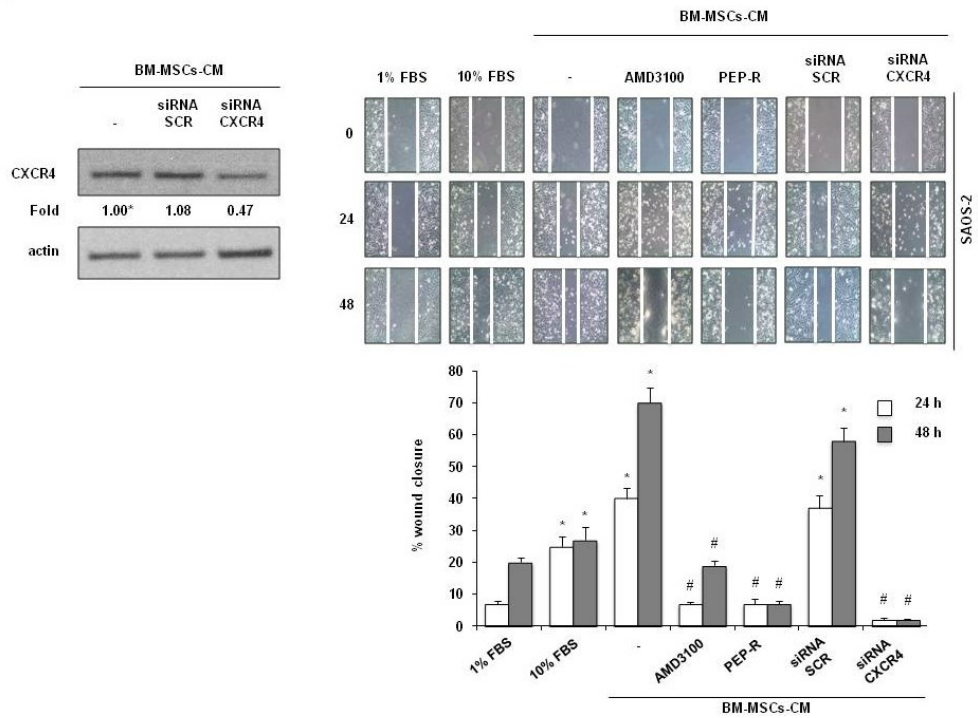 BM-MSCs-CM
- siRNA SCR siRNA CXCR4
CXCR4
Fold 1.00* 1.08 0.47
actin
BM-MSCs-CM
1% FBS 10% FBS - AMD3100 PEP-R siRNA SCR siRNA CXCR4
0
24
48
SAOS-2
80
70
60
50
40
30
20
10
0
% wound closure
* * * * # # # # * * # #
24 h
48 h
1% FBS 10% FBS - AMD3100 PEP-R siRNA SCR siRNA CXCR4
BM-MSCs-CM